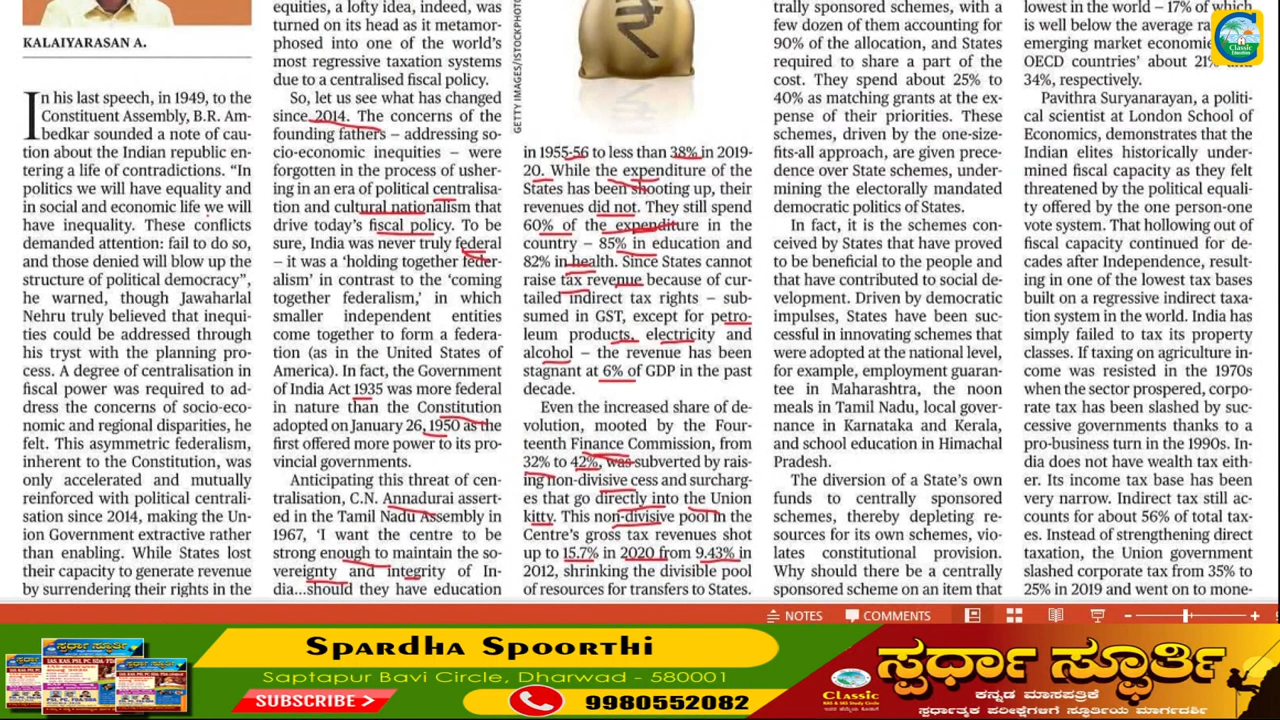 KALAIYARASAN A.
In his last speech, in 1949, to the
Constituent Assembly, B.R. Am-
bedkar sounded a note of cau-
tion about the Indian republic en-
tering a life of contradictions. “In
politics we will have equality and
in social and economic life we will
have inequality. These conflicts
demanded attention: fail to do so,
and those denied will blow up the
structure of political democracy”,
he warned, though Jawaharlal
Nehru truly believed that inequi-
ties could be addressed through
his tryst with the planning pro-
cess. A degree of centralisation in
fiscal power was required to ad-
dress the concerns of socio-eco-
nomic and regional disparities, he
felt. This asymmetric federalism,
inherent to the Constitution, was
only accelerated and mutually
reinforced with political centrali-
sation since 2014, making the Un-
ion Government extractive rather
than enabling. While States lost
their capacity to generate revenue
by surrendering their rights in the
equities, a lofty idea, indeed, was
turned on its head as it metamor-
phosed into one of the world’s
most regressive taxation systems
due to a centralised fiscal policy.
So, let us see what has changed
since 2014. The concerns of the
founding fathers – addressing so-
cio-economic inequities – were
forgotten in the process of usher-
ing in an era of political centralisa-
tion and cultural nationalism that
drive today’s fiscal policy. To be
sure, India was never truly federal
– it was a ‘holding together feder-
alism’ in contrast to the ‘coming
together federalism,’ in which
smaller independent entities
come together to form a federa-
tion (as in the United States of
America). In fact, the Government
of India Act 1935 was more federal
in nature than the Constitution
adopted on January 26, 1950 as the
first offered more power to its pro-
vincial governments.
Anticipating this threat of cen-
tralisation, C.N. Annadurai assert-
ed in the Tamil Nadu Assembly in
1967, ‘I want the centre to be
strong enough to maintain the so-
vereignty and integrity of In-
dia...should they have education
GETTY IMAGES/ISTOCKPHOTO
in 1955-56 to less than 38% in 2019-
20. While the expenditure of the
States has been shooting up, their
revenues did not. They still spend
60% of the expenditure in the
country – 85% in education and
82% in health. Since States cannot
raise tax revenue because of cur-
tailed indirect tax rights – sub-
sumed in GST, except for petro-
leum products, electricity and
alcohol – the revenue has been
stagnant at 6% of GDP in the past
decade.
Even the increased share of de-
volution, mooted by the Four-
teenth Finance Commission, from
32% to 42%, was subverted by rais-
ing non-divisive cess and surcharg-
es that go directly into the Union
kitty. This non-divisive pool in the
Centre’s gross tax revenues shot
up to 15.7% in 2020 from 9.43% in
2012, shrinking the divisible pool
of resources for transfers to States.
trally sponsored schemes, with a
few dozen of them accounting for
90% of the allocation, and States
required to share a part of the
cost. They spend about 25% to
40% as matching grants at the ex-
pense of their priorities. These
schemes, driven by the one-size-
fits-all approach, are given prece-
dence over State schemes, under-
mining the electorally mandated
democratic politics of States.
In fact, it is the schemes con-
ceived by States that have proved
to be beneficial to the people and
that have contributed to social de-
velopment. Driven by democratic
impulses, States have been suc-
cessful in innovating schemes that
were adopted at the national level,
for example, employment guaran-
tee in Maharashtra, the noon
meals in Tamil Nadu, local gover-
nance in Karnataka and Kerala,
and school education in Himachal
Pradesh.
The diversion of a State’s own
funds to centrally sponsored
schemes, thereby depleting re-
sources for its own schemes, vio-
lates constitutional provision.
Why should there be a centrally
sponsored scheme on an item that
lowest in the world – 17% of which
is well below the average ra
emerging market economie
OECD countries’ about 21% and
34%, respectively.
Pavithra Suryanarayan, a politi-
cal scientist at London School of
Economics, demonstrates that the
Indian elites historically under-
mined fiscal capacity as they felt
threatened by the political equali-
ty offered by the one person-one
vote system. That hollowing out of
fiscal capacity continued for de-
cades after Independence, result-
ing in one of the lowest tax bases
built on a regressive indirect taxa-
tion system in the world. India has
simply failed to tax its property
classes. If taxing on agriculture in-
come was resisted in the 1970s
when the sector prospered, corpo-
rate tax has been slashed by suc-
cessive governments thanks to a
pro-business turn in the 1990s. In-
dia does not have wealth tax eith-
er. Its income tax base has been
very narrow. Indirect tax still ac-
counts for about 56% of total tax-
es. Instead of strengthening direct
taxation, the Union government
slashed corporate tax from 35% to
25% in 2019 and went on to mone-
Classic
Education
NOTES COMMENTS
Spardha Spoorthi
Saptapur Bavi Circle, Dharwad - 580001
SUBSCRIBE 9980552082
ಸ್ಪರ್ಧಾ ಸ್ಫೂರ್ತಿ
Classic
KAS & IAS Study Circle
ಸ್ಪರ್ಧಾ ಸ್ಫೂರ್ತಿ
ಕನ್ನಡ ಮಾಸಪತ್ರಿಕೆ
ಸ್ಪರ್ಧಾತ್ಮಕ ಪರೀಕ್ಷೆಗಳಿಗೆ ಸ್ಫೂರ್ತಿಯ ಮಾರ್ಗದರ್ಶಿ